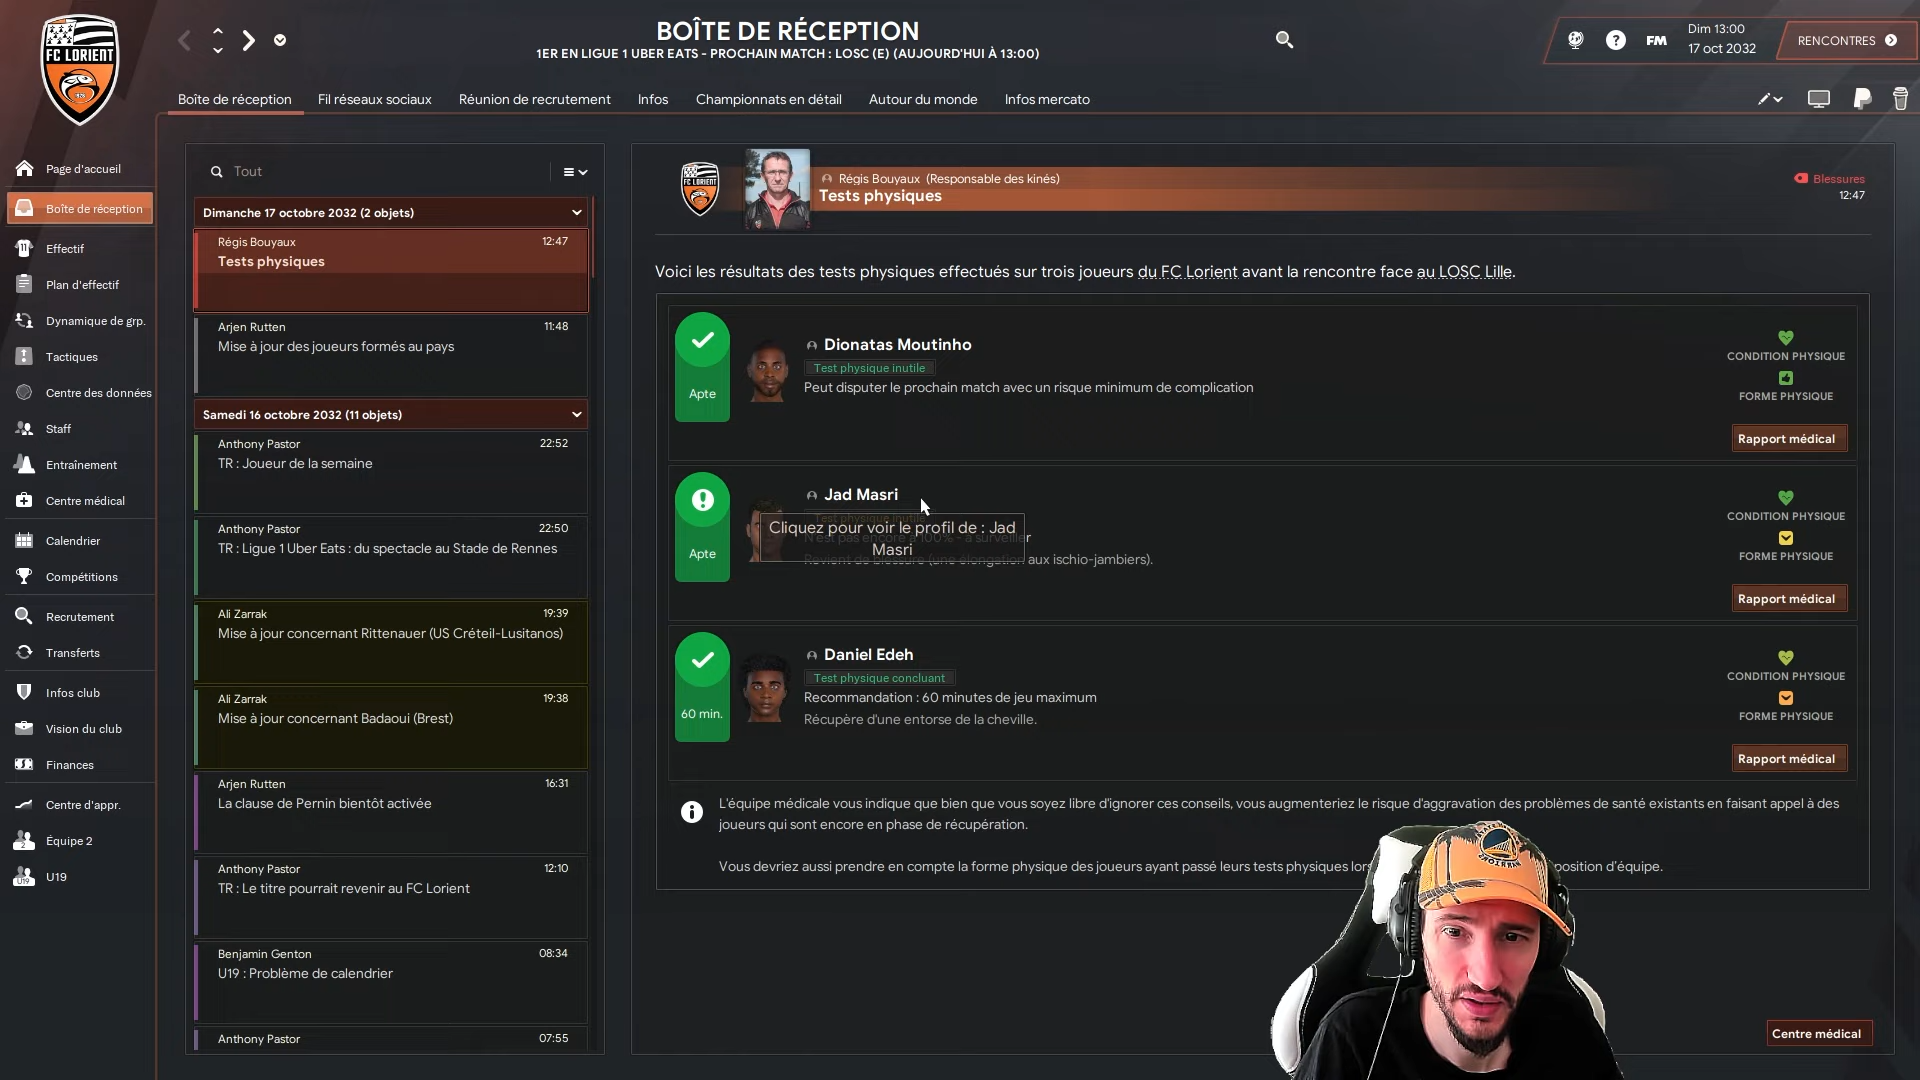 FC LORIENT
BOÎTE DE RÉCEPTION
1ER EN LIGUE 1 UBER EATS - PROCHAIN MATCH : LOSC (E) (AUJOURD'HUI À 13:00)
FM
Dim 13:00
17 oct 2032
RENCONTRES
Boîte de réception
Fil réseaux sociaux
Réunion de recrutement
Infos
Championnats en détail
Autour du monde
Infos mercato
Page d'accueil
Boîte de réception
Effectif
Plan d'effectif
Dynamique de grp.
Tactiques
Centre des données
Staff
Entraînement
Centre médical
Calendrier
Compétitions
Recrutement
Transferts
Infos club
Vision du club
Finances
Centre d'appr.
Équipe 2
U19
Tout
Dimanche 17 octobre 2032 (2 objets)
Régis Bouyaux 12:47
Tests physiques
Arjen Rutten 11:48
Mise à jour des joueurs formés au pays
Samedi 16 octobre 2032 (11 objets)
Anthony Pastor 22:52
TR : Joueur de la semaine
Anthony Pastor 22:50
TR : Ligue 1 Uber Eats : du spectacle au Stade de Rennes
Ali Zarrak 19:39
Mise à jour concernant Rittenauer (US Créteil-Lusitanos)
Ali Zarrak 19:38
Mise à jour concernant Badaoui (Brest)
Arjen Rutten 16:31
La clause de Pernin bientôt activée
Anthony Pastor 12:10
TR : Le titre pourrait revenir au FC Lorient
Benjamin Genton 08:34
U19 : Problème de calendrier
Anthony Pastor 07:55
FC LORIENT
Régis Bouyaux (Responsable des kinés)
Tests physiques
Blessures
12:47
Voici les résultats des tests physiques effectués sur trois joueurs du FC Lorient avant la rencontre face au LOSC Lille.
Apte
Dionatas Moutinho
Test physique inutile
Peut disputer le prochain match avec un risque minimum de complication
CONDITION PHYSIQUE
FORME PHYSIQUE
Rapport médical
Apte
Jad Masri
Test physique inutile
Cliquez pour voir le profil de : Jad
Masri
N'est pas encore à 100% - à surveiller
Revient de blessure (une élongation aux ischio-jambiers).
CONDITION PHYSIQUE
FORME PHYSIQUE
Rapport médical
60 min.
Daniel Edeh
Test physique concluant
Recommandation : 60 minutes de jeu maximum
Récupère d'une entorse de la cheville.
CONDITION PHYSIQUE
FORME PHYSIQUE
Rapport médical
L'équipe médicale vous indique que bien que vous soyez libre d'ignorer ces conseils, vous augmenteriez le risque d'aggravation des problèmes de santé existants en faisant appel à des
joueurs qui sont encore en phase de récupération.
Vous devriez aussi prendre en compte la forme physique des joueurs ayant passé leurs tests physiques lors position d'équipe.
Centre médical